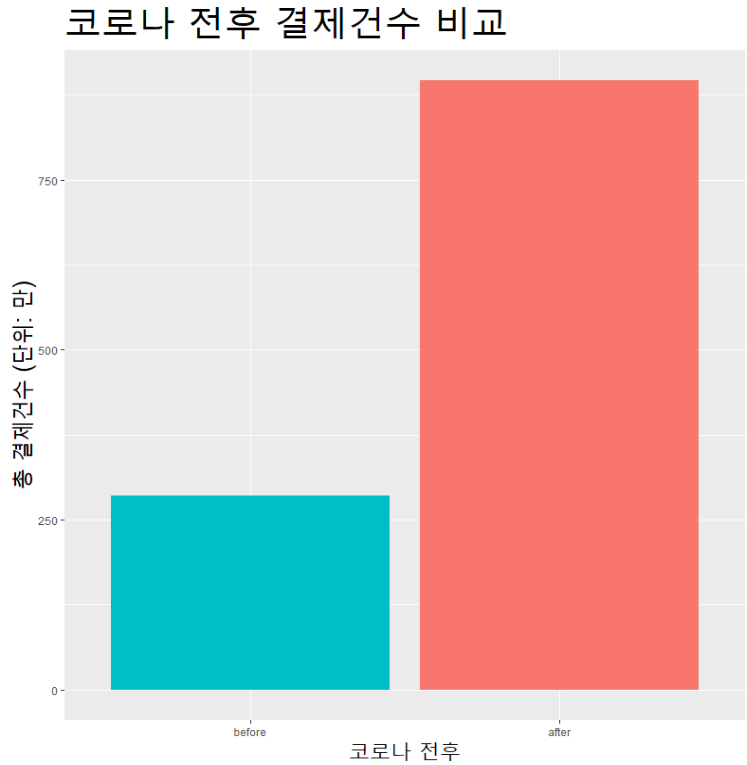 코로나 전후 결제건수 비교
총 결제건수 (단위: 만)
750
500
250
0
before after
코로나 전후